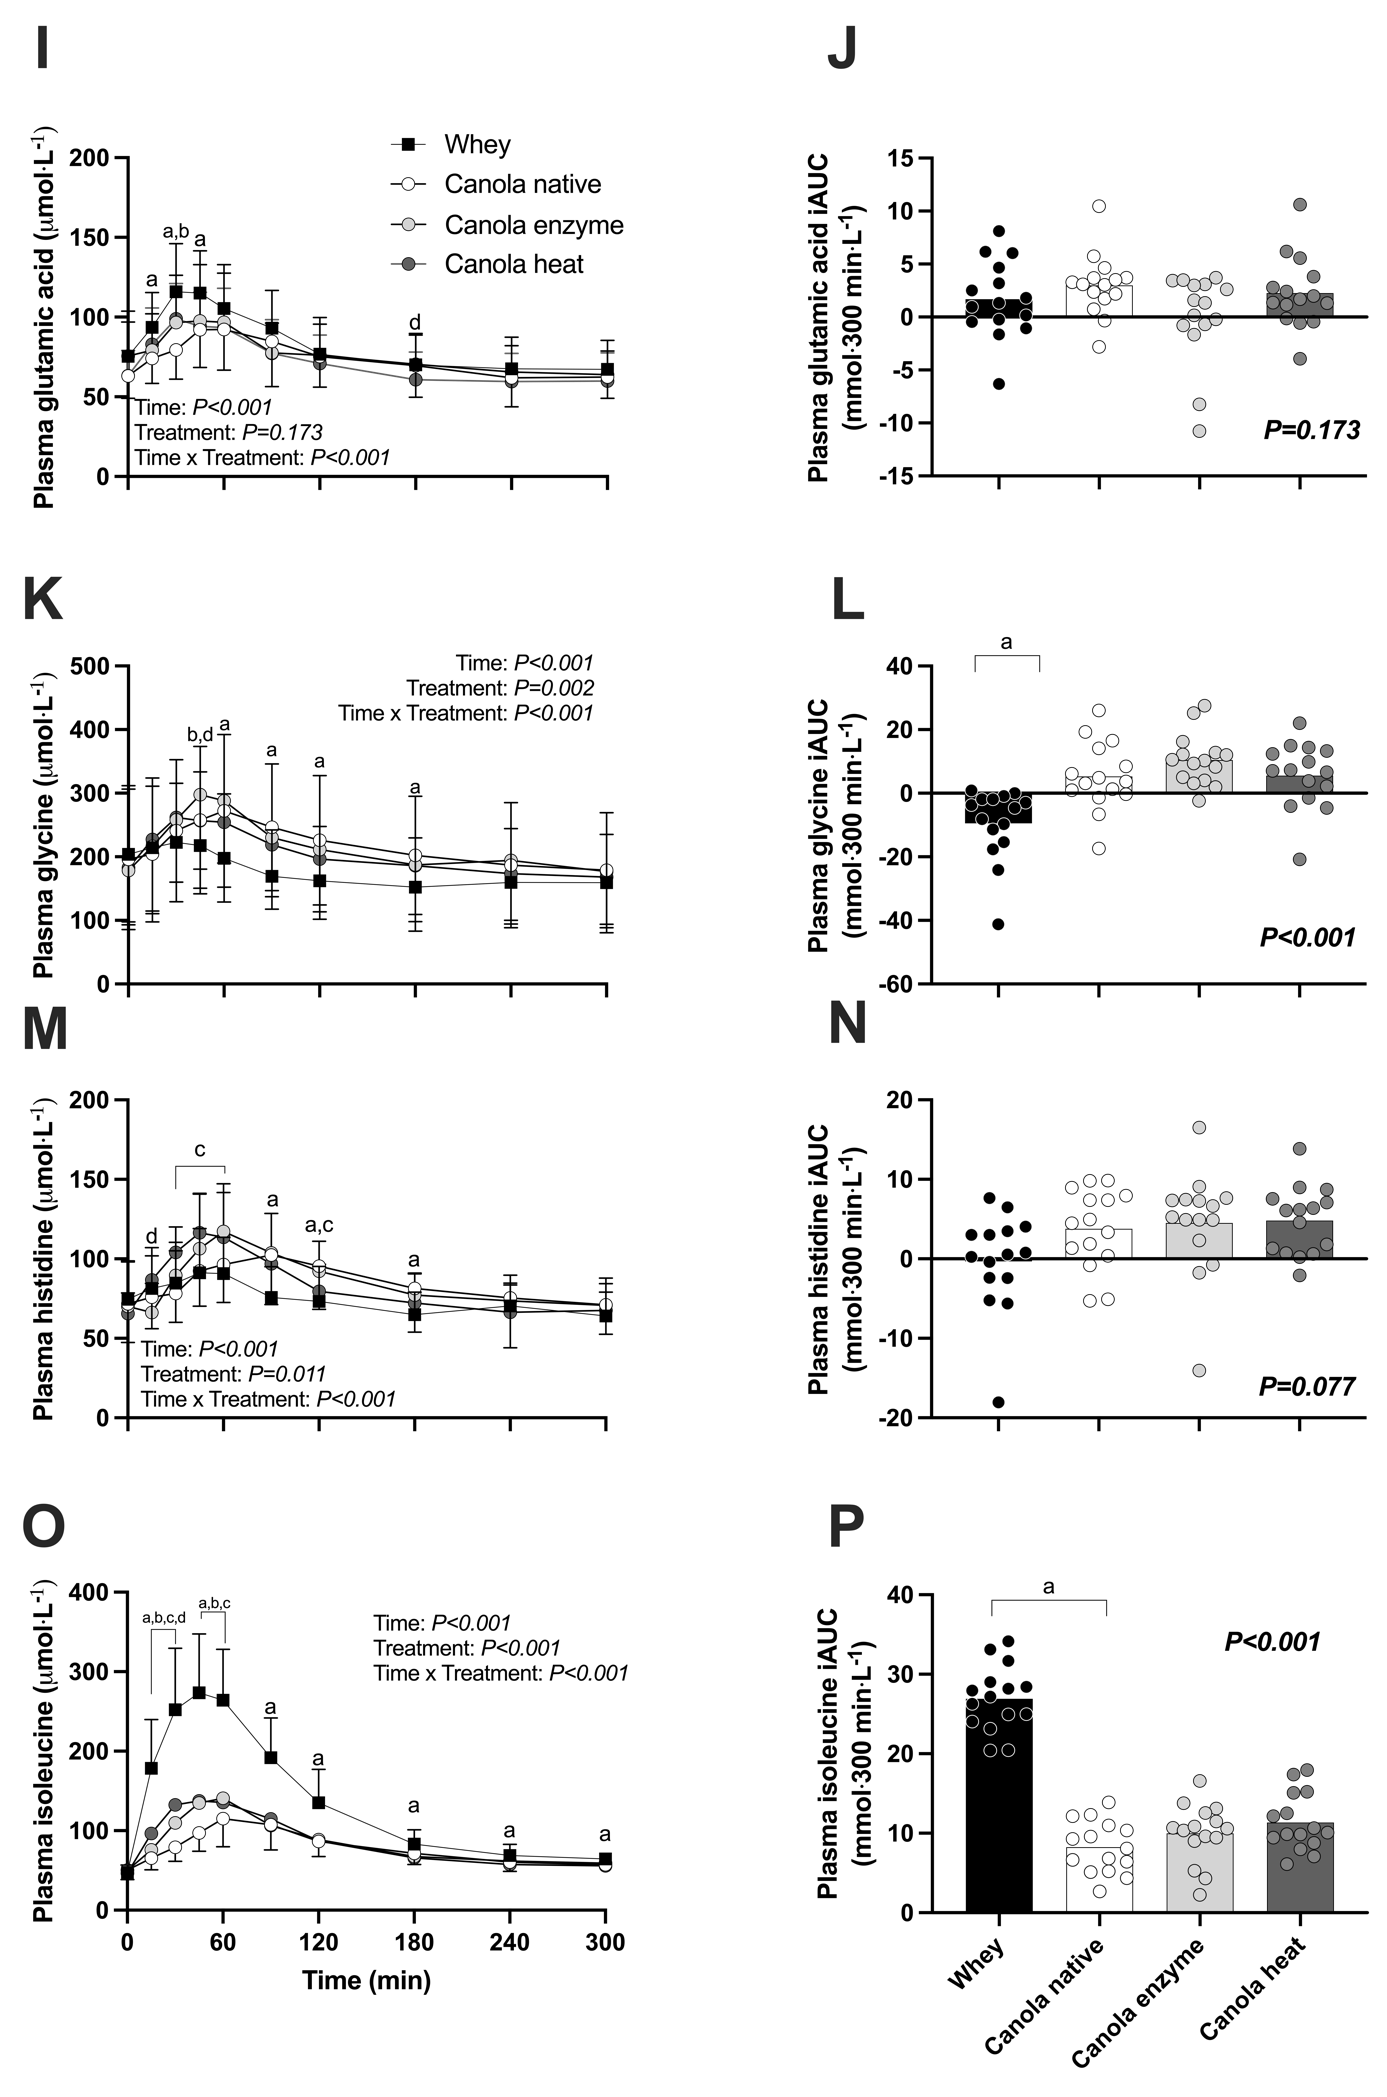 I
Plasma glutamic acid (µmol·L-1)
200
150
100
50
0
Whey
Canola native
Canola enzyme
Canola heat
a
a,b
a
d
Time: P<0.001
Treatment: P=0.173
Time x Treatment: P<0.001
J
Plasma glutamic acid iAUC
(mmol·300 min·L-1)
15
10
5
0
-5
-10
-15
P=0.173
K
Plasma glycine (µmol·L-1)
500
400
300
200
100
0
Time: P<0.001
Treatment: P=0.002
Time x Treatment: P<0.001
b,d
a
a
a
a
L
Plasma glycine iAUC
(mmol·300 min·L-1)
40
20
0
-20
-40
-60
a
P<0.001
M
Plasma histidine (µmol·L-1)
200
150
100
50
0
d
c
a
a,c
a
Time: P<0.001
Treatment: P=0.011
Time x Treatment: P<0.001
N
Plasma histidine iAUC
(mmol·300 min·L-1)
20
10
0
-10
-20
P=0.077
O
Plasma isoleucine (µmol·L-1)
400
300
200
100
0
a,b,c,d
a,b,c
a
a
a
a
a
Time: P<0.001
Treatment: P<0.001
Time x Treatment: P<0.001
0
60
120
180
240
300
Time (min)
P
Plasma isoleucine iAUC
(mmol·300 min·L-1)
40
30
20
10
0
a
P<0.001
Whey
Canola native
Canola enzyme
Canola heat